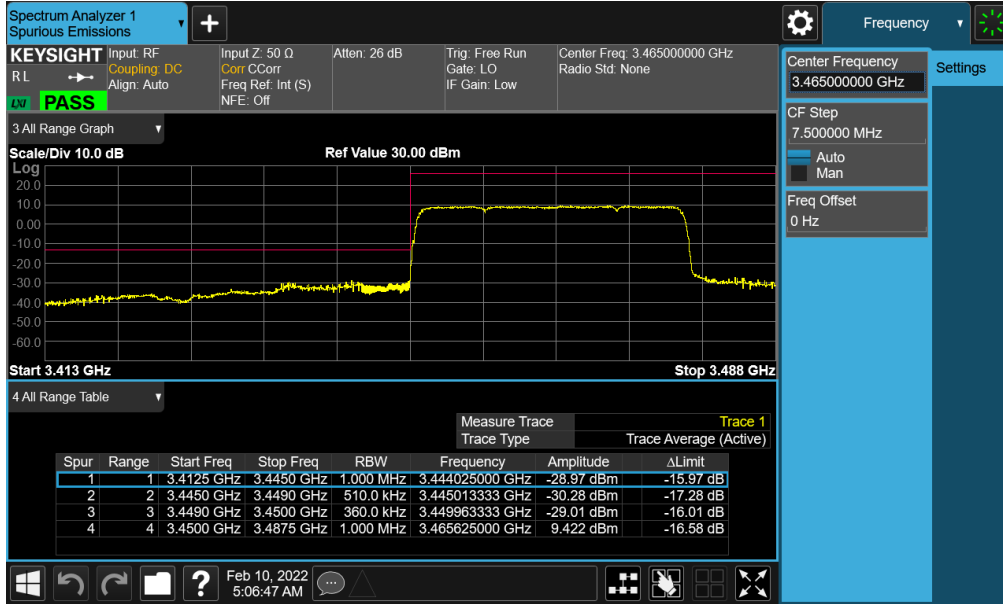 Spectrum Analyzer 1
Spurious Emissions
Frequency
KEYSIGHT
R L
LXI
PASS
Input: RF
Coupling: DC
Align: Auto
Input Z: 50 Ω
Corr CCorr
Freq Ref: Int (S)
NFE: Off
Atten: 26 dB
Trig: Free Run
Gate: LO
IF Gain: Low
Center Freq: 3.465000000 GHz
Radio Std: None
Center Frequency
3.465000000 GHz
Settings
CF Step
7.500000 MHz
Auto
Man
Freq Offset
0 Hz
3 All Range Graph
Scale/Div 10.0 dB
Ref Value 30.00 dBm
Log
20.0
10.0
0.00
-10.0
-20.0
-30.0
-40.0
-50.0
-60.0
Start 3.413 GHz
Stop 3.488 GHz
4 All Range Table
Measure Trace Trace 1
Trace Type Trace Average (Active)
Spur Range Start Freq Stop Freq RBW Frequency Amplitude ΔLimit
1 1 3.4125 GHz 3.4450 GHz 1.000 MHz 3.444025000 GHz -28.97 dBm -15.97 dB
2 2 3.4450 GHz 3.4490 GHz 510.0 kHz 3.445013333 GHz -30.28 dBm -17.28 dB
3 3 3.4490 GHz 3.4500 GHz 360.0 kHz 3.449963333 GHz -29.01 dBm -16.01 dB
4 4 3.4500 GHz 3.4875 GHz 1.000 MHz 3.465625000 GHz 9.422 dBm -16.58 dB
Feb 10, 2022
5:06:47 AM